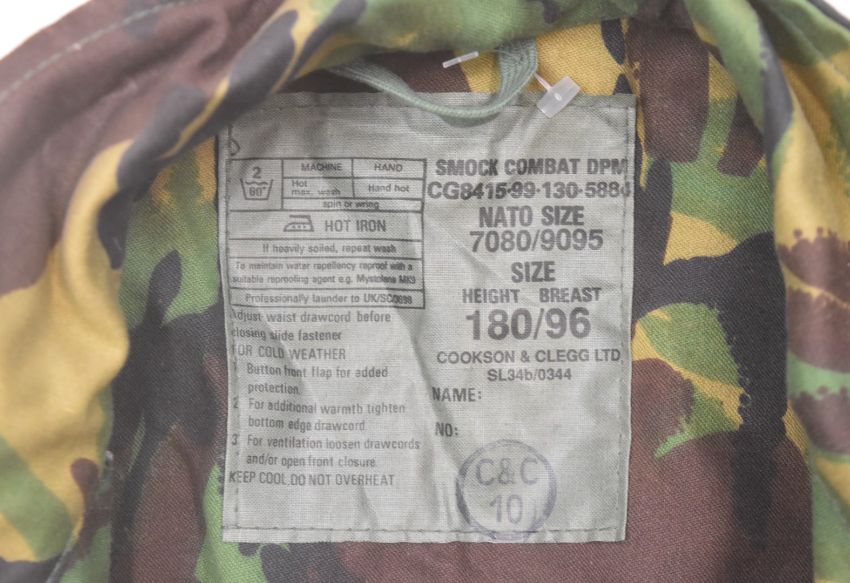 2
60°
MACHINE
HAND
Hot
max. wash
Hand hot
spin or wring
HOT IRON
If heavily soiled, repeat wash
To maintain water repellency reproof with a
suitable reproofing agent e.g. Mystolene MK9
Professionally launder to
Adjust waist drawcord before
closing slide fastener
FOR COLD WEATHER
1 Button front flap for added
protection.
2 For additional warmth tighten
bottom edge drawcord.
3 For ventilation loosen drawcords
and/or open front closure.
KEEP COOL.DO NOT OVERHEAT.
SMOCK COMBAT DPM
CG8415-99-130-5884
NATO SIZE
7080/9095
SIZE
HEIGHT BREAST
180/96
COOKSON & CLEGG LTD
SL34b/0344
NAME:
NO:
C&C
10